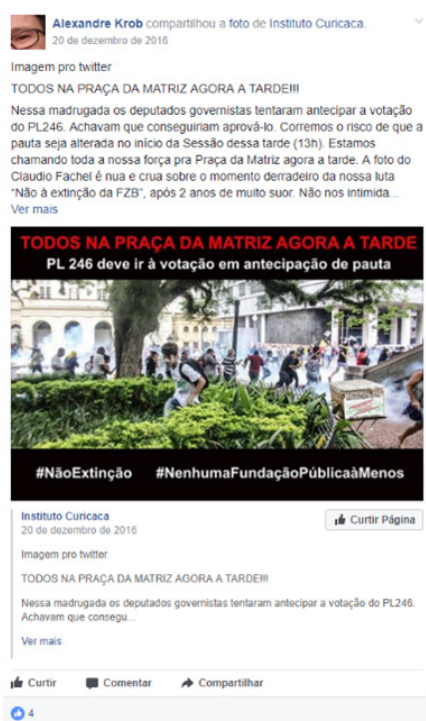 Alexandre Krob compartilhou a foto de Instituto Curicaca.
20 de dezembro de 2016
Imagem pro twitter
TODOS NA PRAÇA DA MATRIZ AGORA A TARDE!!!
Nessa madrugada os deputados governistas tentaram antecipar a votação
do PL246. Achavam que conseguiriam aprová-lo. Corremos o risco de que a
pauta seja alterada no início da Sessão dessa tarde (13h). Estamos
chamando toda a nossa força pra Praça da Matriz agora a tarde. A foto do
Claudio Fachel é nua e crua sobre o momento derradeiro da nossa luta
"Não à extinção da FZB", após 2 anos de muito suor. Não nos intimida...
Ver mais
TODOS NA PRAÇA DA MATRIZ AGORA A TARDE
PL 246 deve ir à votação em antecipação de pauta
#NãoExtinção #NenhumaFundaçãoPúblicaàMenos
Instituto Curicaca
20 de dezembro de 2016
Curtir Página
Imagem pro twitter
TODOS NA PRAÇA DA MATRIZ AGORA A TARDE!!!
Nessa madrugada os deputados governistas tentaram antecipar a votação do PL246.
Achavam que consegu...
Ver mais
Curtir Comentar Compartilhar
4